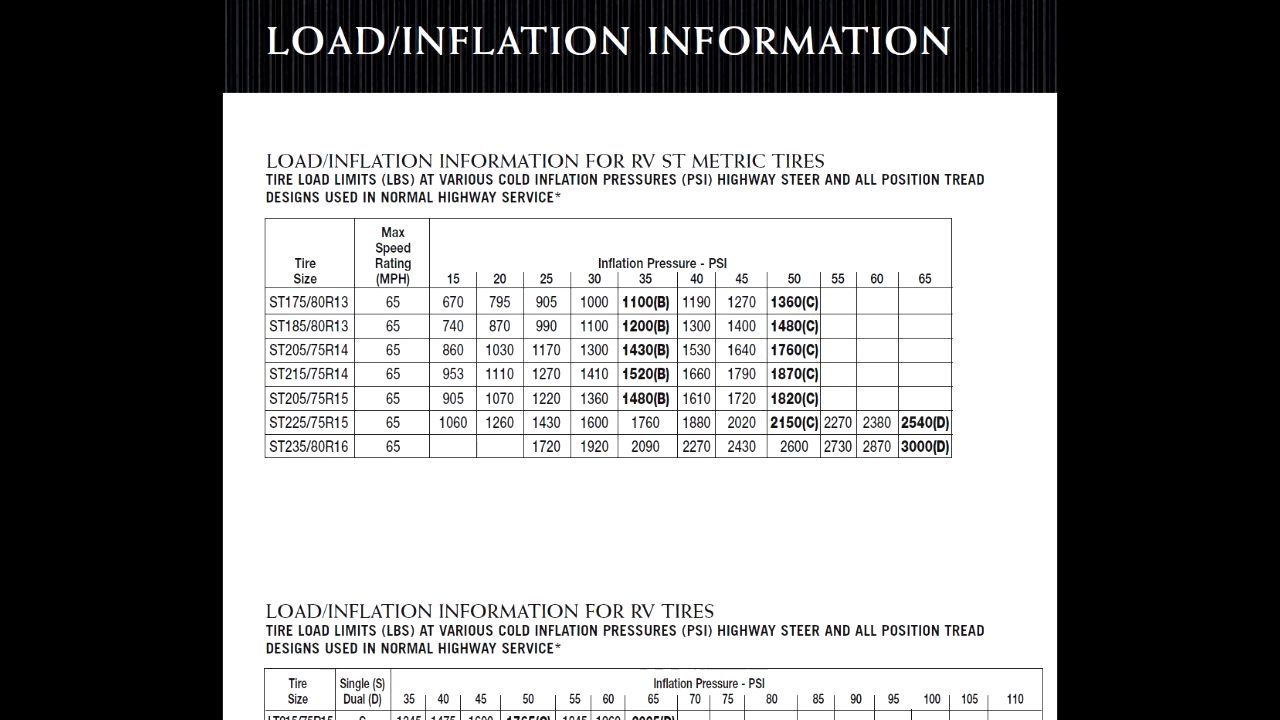 LOAD/INFLATION INFORMATION
LOAD/INFLATION INFORMATION FOR RV ST METRIC TIRES
TIRE LOAD LIMITS (LBS) AT VARIOUS COLD INFLATION PRESSURES (PSI) HIGHWAY STEER AND ALL POSITION TREAD
DESIGNS USED IN NORMAL HIGHWAY SERVICE*
Max
Speed
Tire Rating Inflation Pressure - PSI
Size (MPH) 15 20 25 30 35 40 45 50 55 60 65
ST175/80R13 65 670 795 905 1000 1100(B) 1190 1270 1360(C)
ST185/80R13 65 740 870 990 1100 1200(B) 1300 1400 1480(C)
ST205/75R14 65 860 1030 1170 1300 1430(B) 1530 1640 1760(C)
ST215/75R14 65 953 1110 1270 1410 1520(B) 1660 1790 1870(C)
ST205/75R15 65 905 1070 1220 1360 1480(B) 1610 1720 1820(C)
ST225/75R15 65 1060 1260 1430 1600 1760 1880 2020 2150(C) 2270 2380 2540(D)
ST235/80R16 65 1720 1920 2090 2270 2430 2600 2730 2870 3000(D)
LOAD/INFLATION INFORMATION FOR RV TIRES
TIRE LOAD LIMITS (LBS) AT VARIOUS COLD INFLATION PRESSURES (PSI) HIGHWAY STEER AND ALL POSITION TREAD
DESIGNS USED IN NORMAL HIGHWAY SERVICE*
Tire Single (S) Inflation Pressure - PSI
Size Dual (D) 35 40 45 50 55 60 65 70 75 80 85 90 95 100 105 110